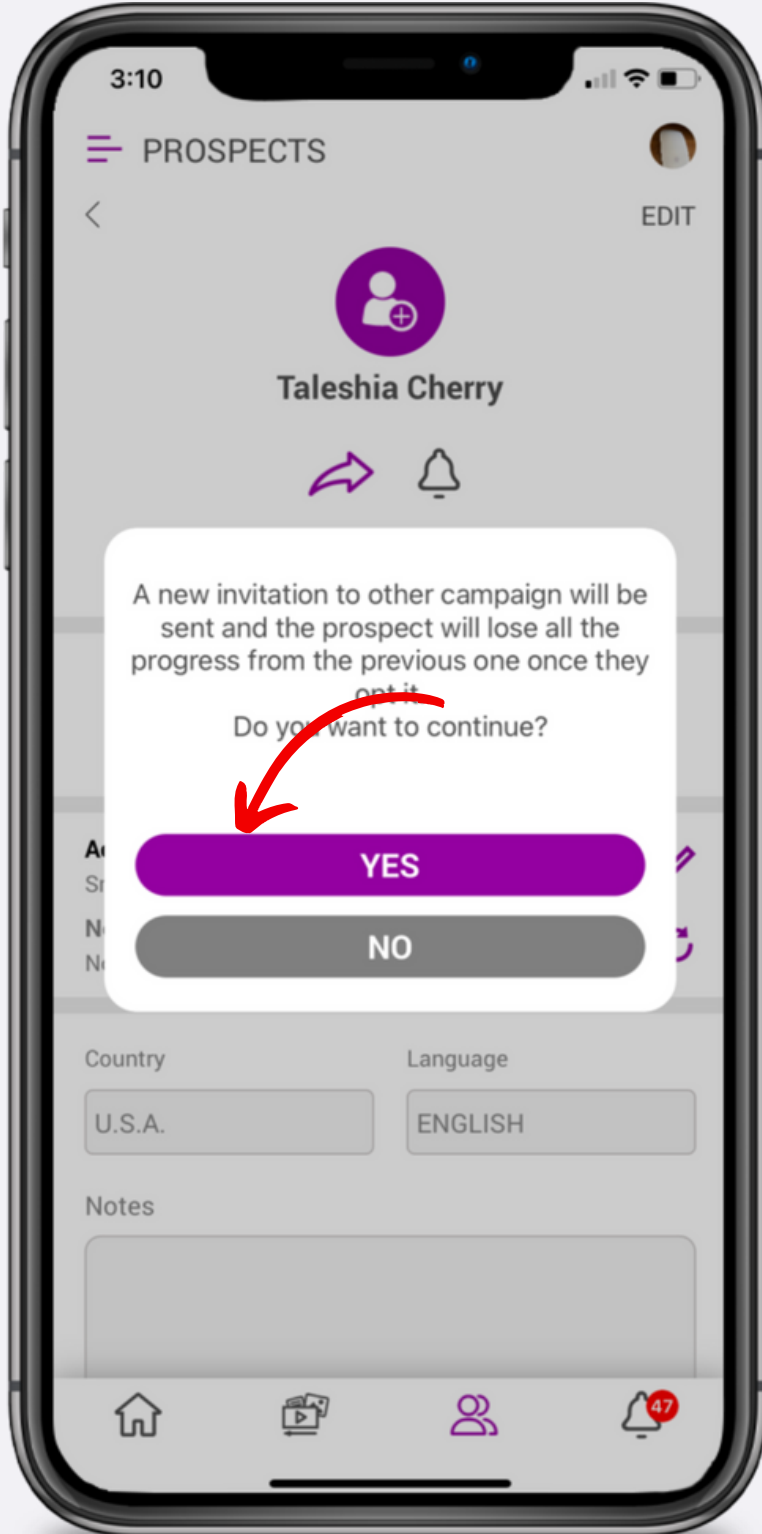 3:10
PROSPECTS
EDIT
Taleshia Cherry
A new invitation to other campaign will be
sent and the prospect will lose all the
progress from the previous one once they
opt it.
Do you want to continue?
YES
NO
Country
Language
U.S.A.
ENGLISH
Notes
47